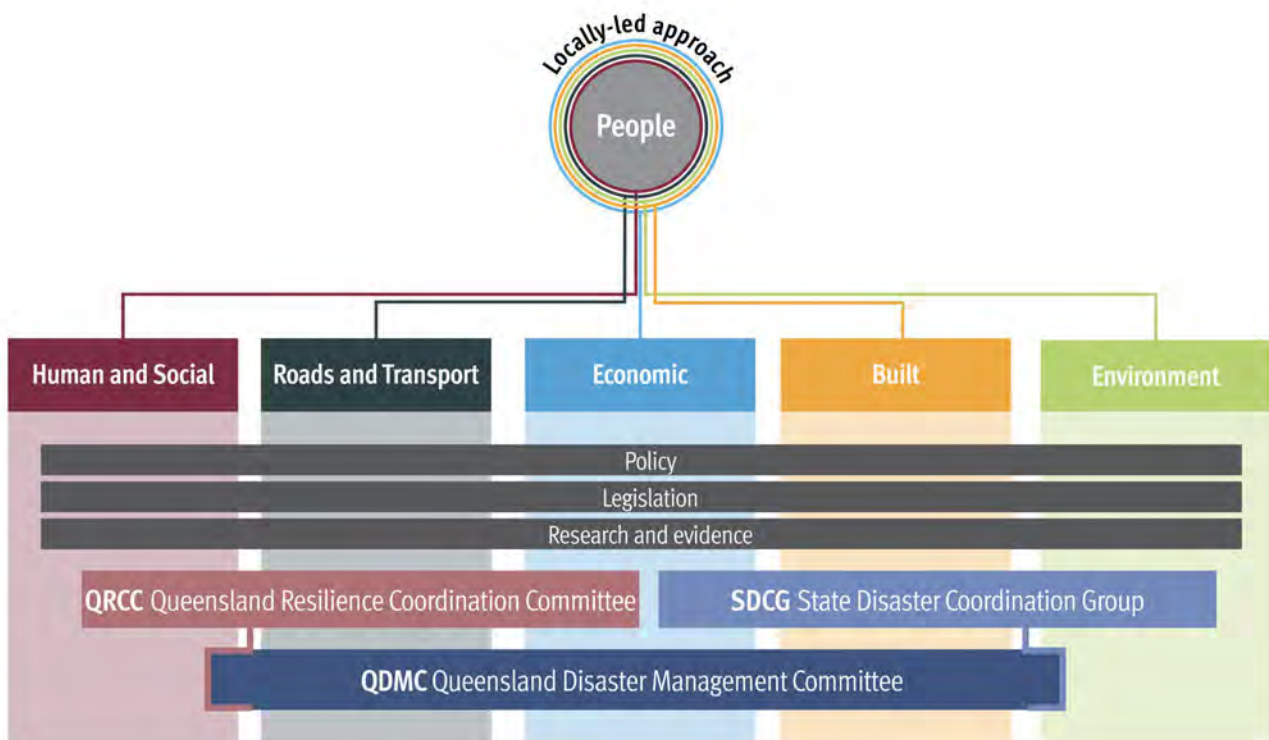 Locally-led approach
People
Human and Social
Roads and Transport
Economic
Built
Environment
Policy
Legislation
Research and evidence
QRCC Queensland Resilience Coordination Committee
SDCG State Disaster Coordination Group
QDMC Queensland Disaster Management Committee